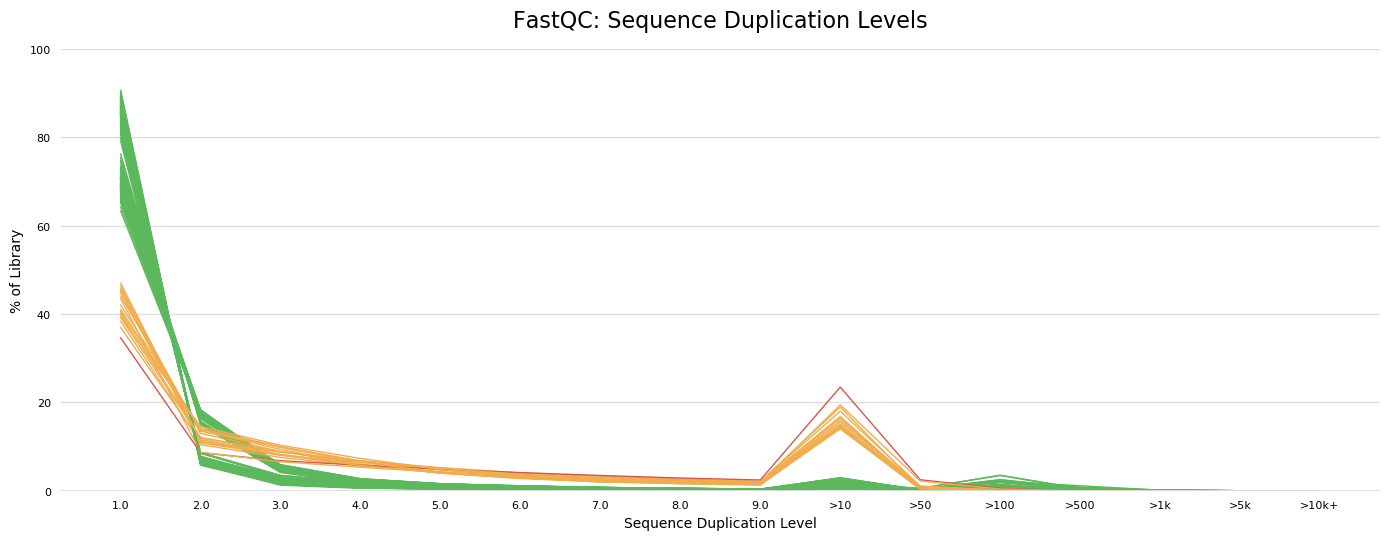 FastQC: Sequence Duplication Levels
100
80
60
40
20
0
% of Library
1.0 2.0 3.0 4.0 5.0 6.0 7.0 8.0 9.0 >10 >50 >100 >500 >1k >5k >10k+
Sequence Duplication Level